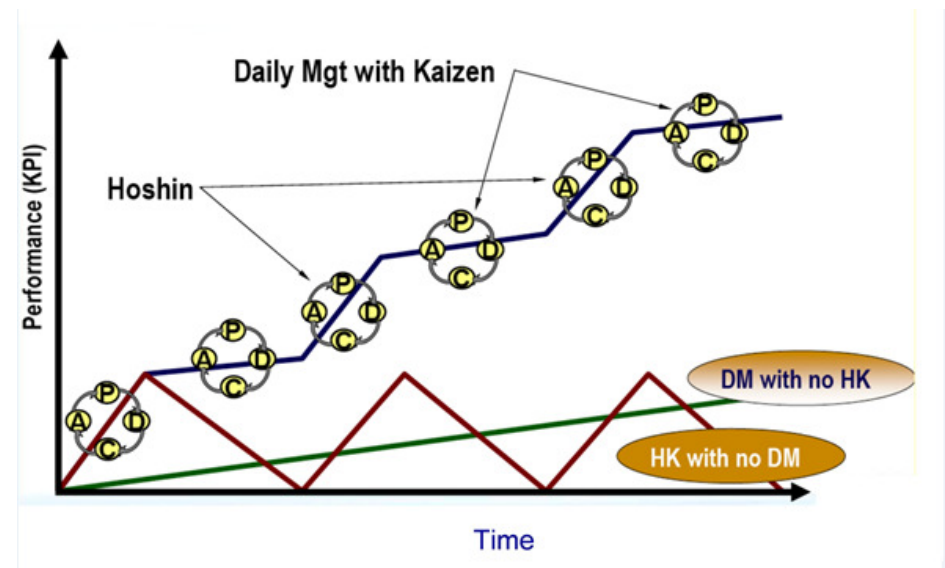 Daily Mgt with Kaizen
Hoshin
Performance (KPI)
P
A
D
C
P
A
D
C
P
A
D
C
P
A
D
C
P
A
D
C
P
A
D
C
DM with no HK
HK with no DM
Time